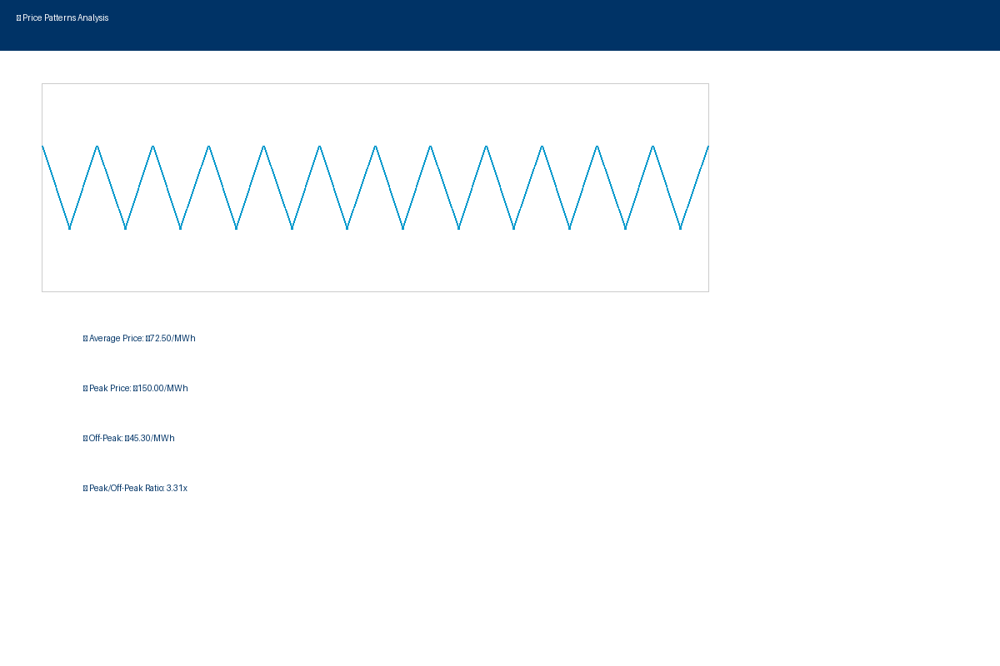 Price Patterns Analysis
Average Price: 72.50/MWh
Peak Price: 150.00/MWh
Off-Peak: 45.30/MWh
Peak/Off-Peak Ratio: 3.31x